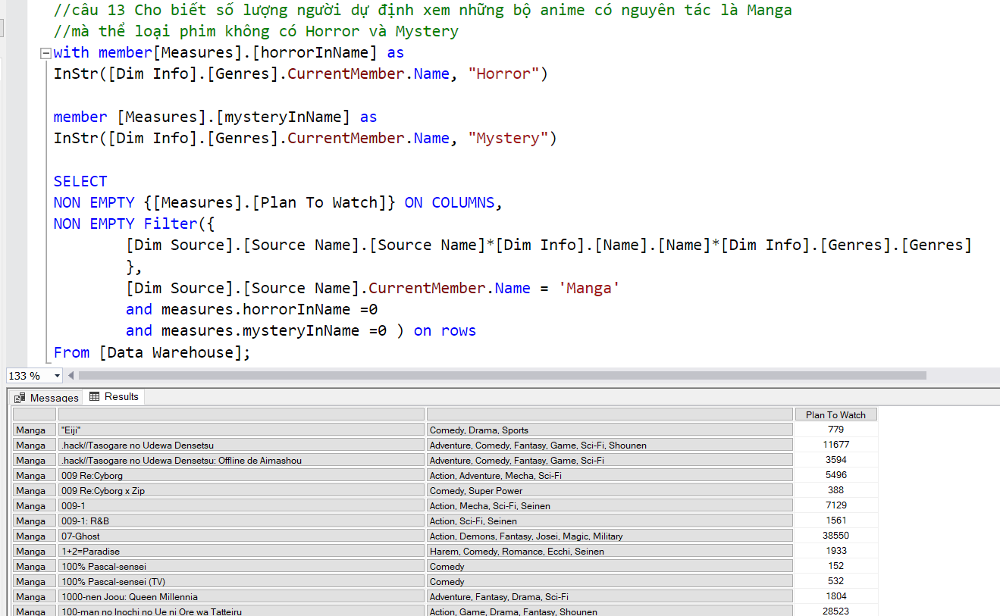 //câu 13 Cho biết số lượng người dự định xem những bộ anime có nguyên tác là Manga
//mà thể loại phim không có Horror và Mystery
with member[Measures].[horrorInName] as
InStr([Dim Info].[Genres].CurrentMember.Name, "Horror")
member [Measures].[mysteryInName] as
InStr([Dim Info].[Genres].CurrentMember.Name, "Mystery")
SELECT
NON EMPTY {[Measures].[Plan To Watch]} ON COLUMNS,
NON EMPTY Filter({
[Dim Source].[Source Name].[Source Name]*[Dim Info].[Name].[Name]*[Dim Info].[Genres].[Genres]
},
[Dim Source].[Source Name].CurrentMember.Name = 'Manga'
and measures.horrorInName =0
and measures.mysteryInName =0 ) on rows
From [Data Warehouse];
133 %
Messages Results
Plan To Watch
Manga "Eiji" Comedy, Drama, Sports 779
Manga .hack//Tasogare no Udewa Densetsu Adventure, Comedy, Fantasy, Game, Sci-Fi, Shounen 11677
Manga .hack//Tasogare no Udewa Densetsu: Offline de Aimashou Adventure, Comedy, Fantasy, Game, Sci-Fi 3594
Manga 009 Re:Cyborg Action, Adventure, Mecha, Sci-Fi 5496
Manga 009 Re:Cyborg x Zip Comedy, Super Power 388
Manga 009-1 Action, Mecha, Sci-Fi, Seinen 7129
Manga 009-1: R&B Action, Sci-Fi, Seinen 1561
Manga 07-Ghost Action, Demons, Fantasy, Josei, Magic, Military 38550
Manga 1+2=Paradise Harem, Comedy, Romance, Ecchi, Seinen 1933
Manga 100% Pascal-sensei Comedy 152
Manga 100% Pascal-sensei (TV) Comedy 532
Manga 1000-nen Joou: Queen Millennia Adventure, Fantasy, Drama, Sci-Fi 1804
Manga 100-man no Inochi no Ue ni Ore wa Tatteiru Action, Game, Drama, Fantasy, Shounen 28523